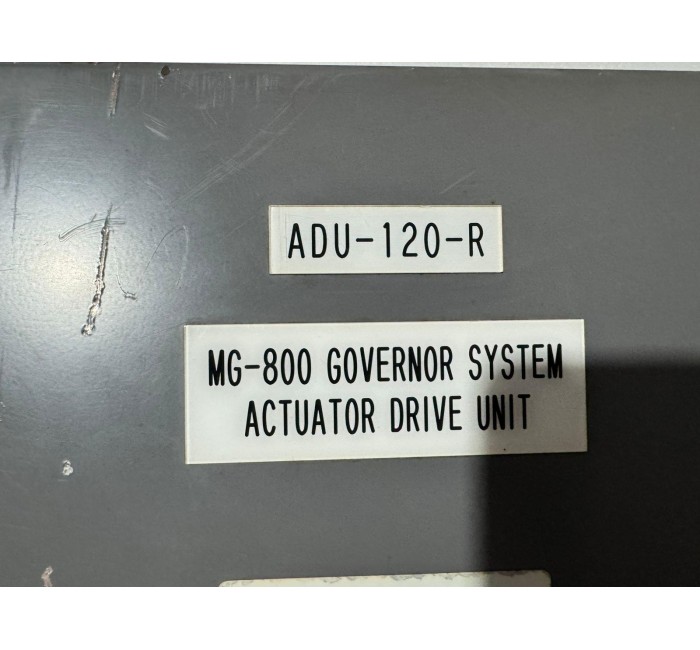 ADU-120-R
MG-800 GOVERNOR SYSTEM
ACTUATOR DRIVE UNIT